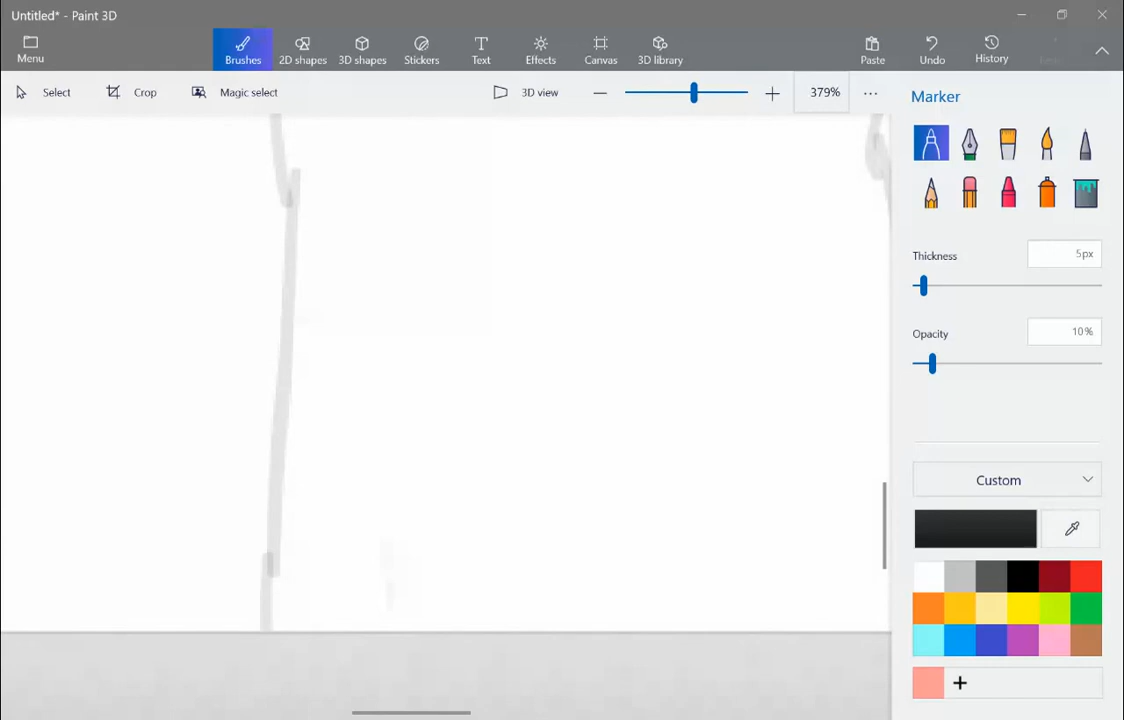 Untitled* - Paint 3D
Menu
Brushes
2D shapes
3D shapes
Stickers
Text
Effects
Canvas
3D library
Paste
Undo
History
Select
Crop
Magic select
3D view
379%
Marker
Thickness
5px
Opacity
10%
Custom